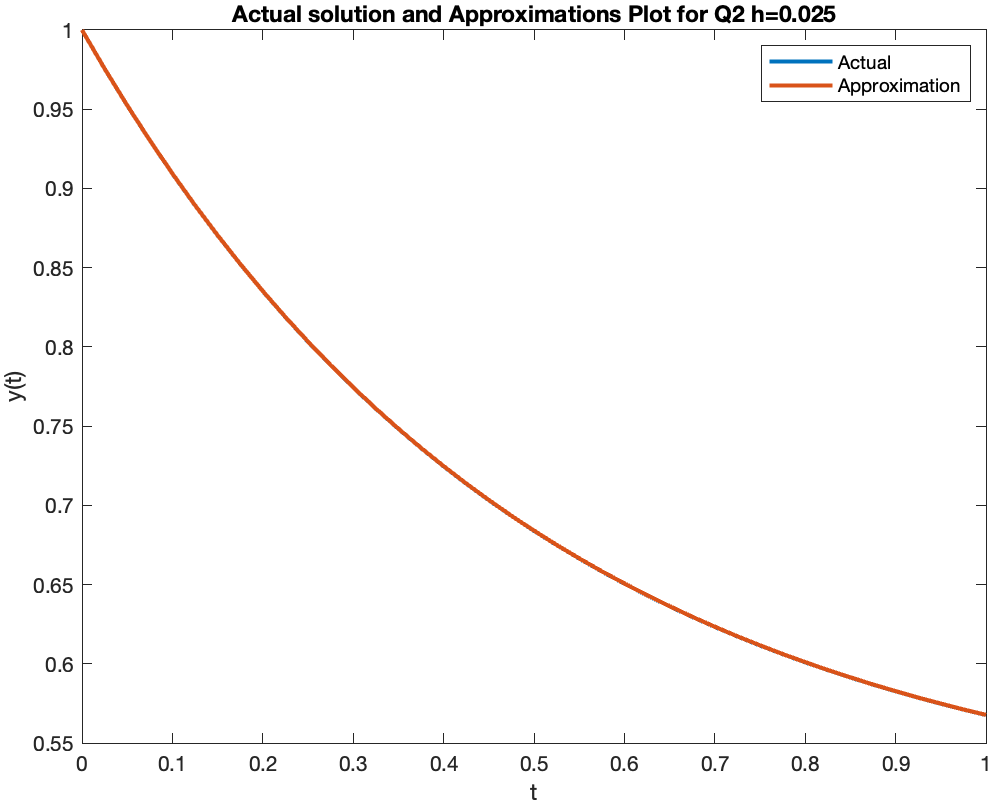 Actual solution and Approximations Plot for Q2 h=0.025
Actual
Approximation
1
0.95
0.9
0.85
0.8
0.75
0.7
0.65
0.6
0.55
y(t)
0 0.1 0.2 0.3 0.4 0.5 0.6 0.7 0.8 0.9 1
t